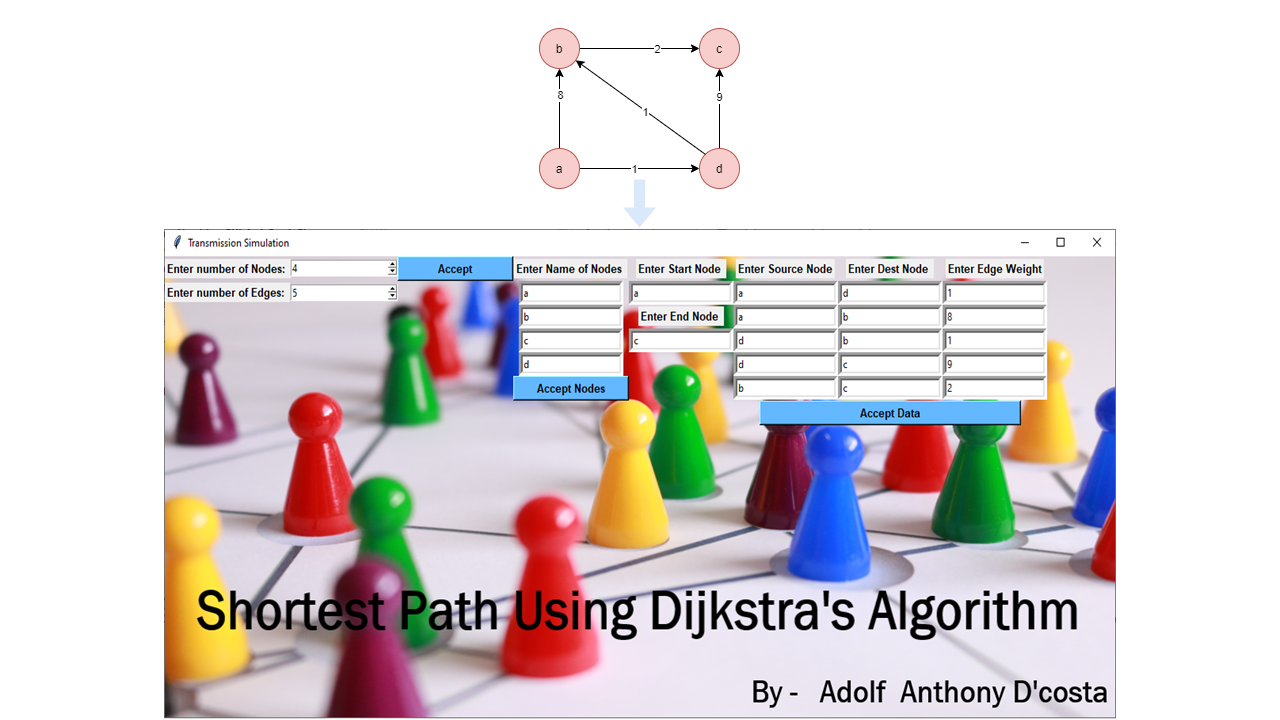 b 2 c
8 1 9
a 1 d
Transmission Simulation
Enter number of Nodes: 4 Accept Enter Name of Nodes Enter Start Node Enter Source Node Enter Dest Node Enter Edge Weight
Enter number of Edges: 5 a a a d 1
b Enter End Node a b 8
c c d b 1
d d c 9
Accept Nodes b c 2
Accept Data
Shortest Path Using Dijkstra's Algorithm
By - Adolf Anthony D'costa